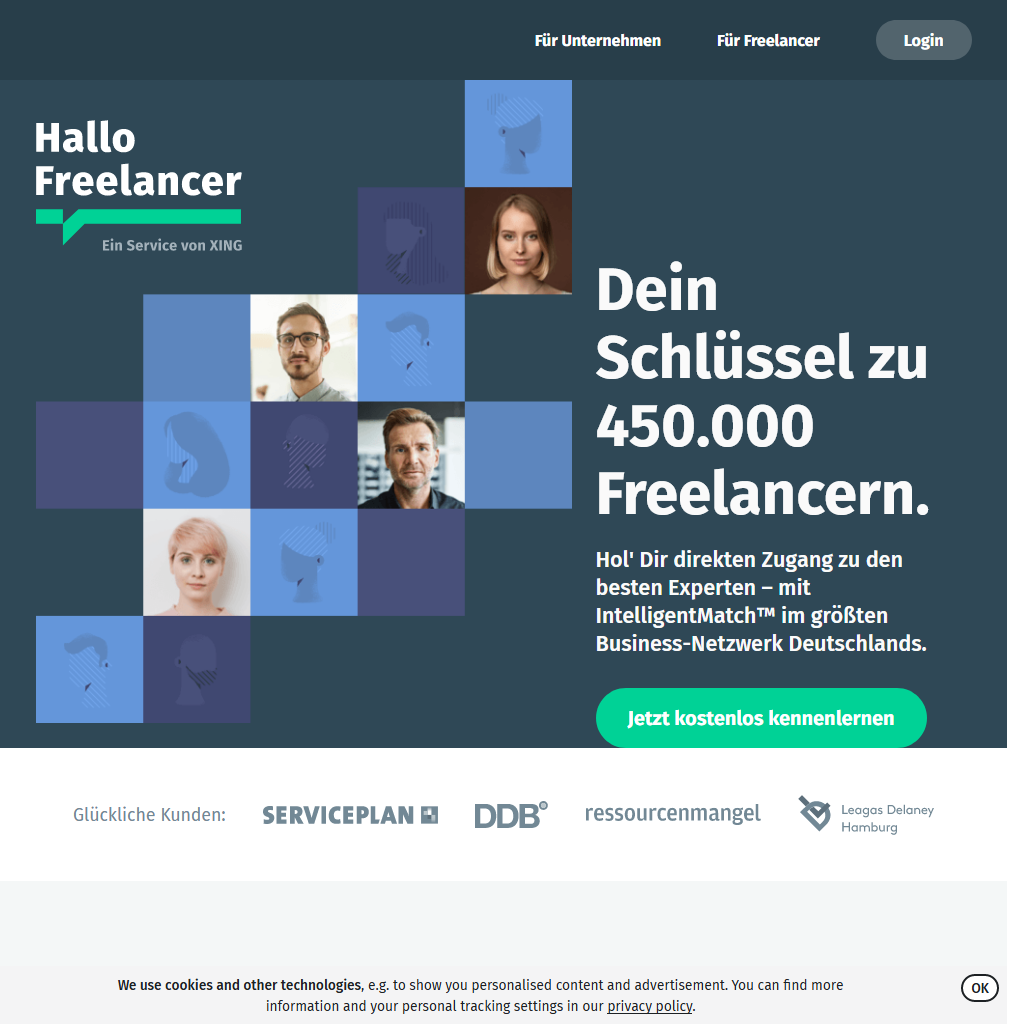 Für Unternehmen
Für Freelancer
Login
Hallo
Freelancer
Ein Service von XING
Dein
Schlüssel zu
450.000
Freelancern.
Hol' Dir direkten Zugang zu den
besten Experten – mit
IntelligentMatch™ im größten
Business-Netzwerk Deutschlands.
Jetzt kostenlos kennenlernen
Glückliche Kunden:
SERVICEPLAN
DDB°
ressourcenmangel
Leagas Delaney
Hamburg
We use cookies and other technologies, e.g. to show you personalised content and advertisement. You can find more
information and your personal tracking settings in our privacy policy.
OK